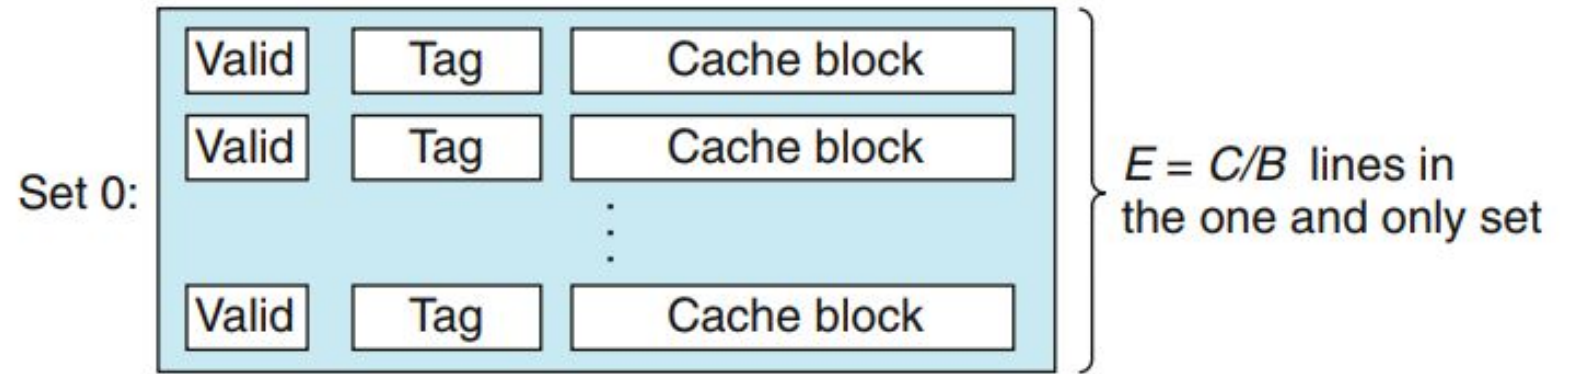 Valid Tag Cache block
Valid Tag Cache block
Set 0:
E = C/B lines in
the one and only set
Valid Tag Cache block